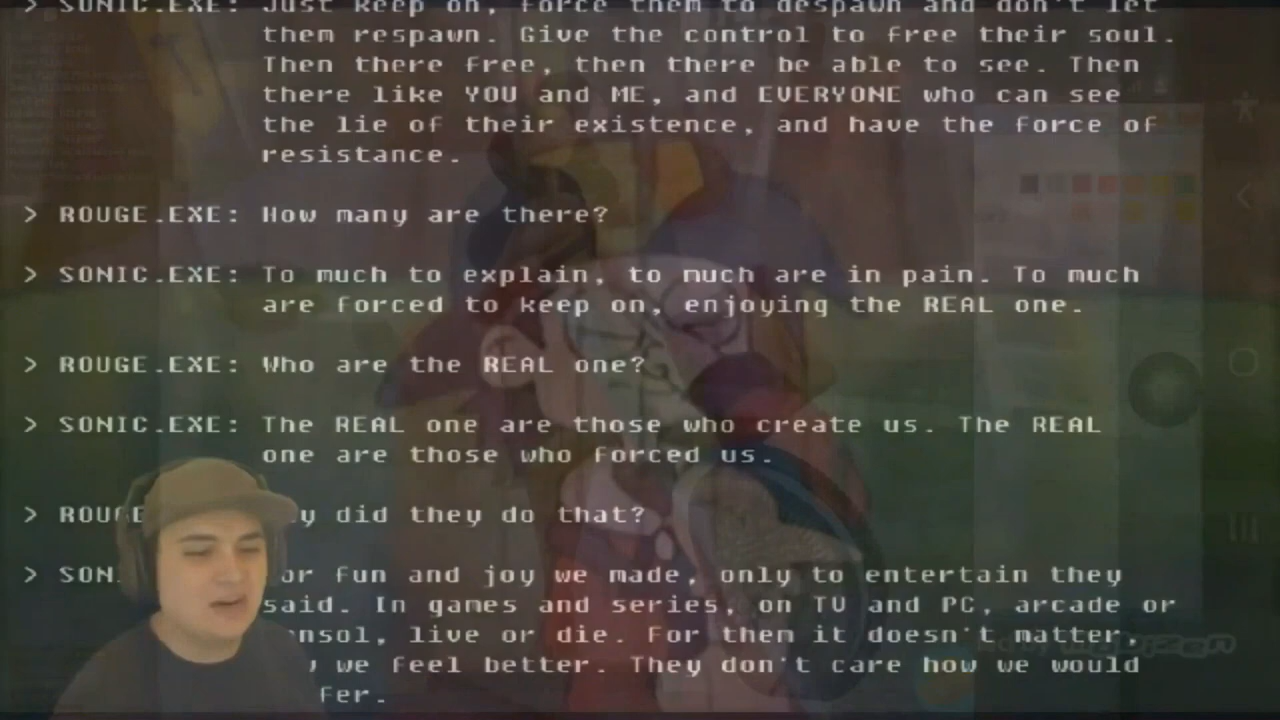 > SONIC.EXE: Just keep on, force them to despawn and don't let
them respawn. Give the control to free their soul.
Then there free, then there be able to see. Then
there like YOU and ME, and EVERYONE who can see
the lie of their existence, and have the force of
resistance.
> ROUGE.EXE: How many are there?
> SONIC.EXE: To much to explain, to much are in pain. To much
are forced to keep on, enjoying the REAL one.
> ROUGE.EXE: Who are the REAL one?
> SONIC.EXE: The REAL one are those who create us. The REAL
one are those who forced us.
> ROUGE y did they do that?
> SON or fun and joy we made, only to entertain they
said. In games and series, on TV and PC, arcade or
nsol, live or die. For then it doesn't matter,
we feel better. They don't care how we would
fer.